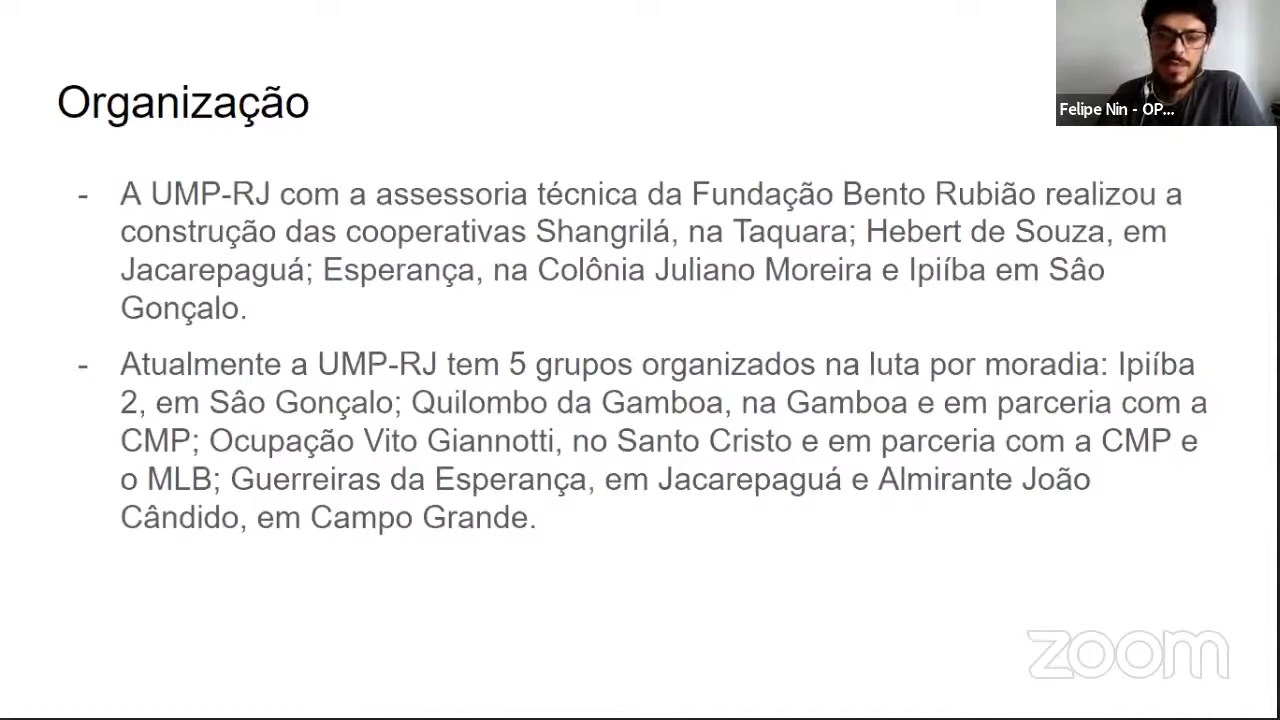 Organização
Felipe Nin - OP...
- A UMP-RJ com a assessoria técnica da Fundação Bento Rubião realizou a
construção das cooperativas Shangrilá, na Taquara; Hebert de Souza, em
Jacarepaguá; Esperança, na Colônia Juliano Moreira e Ipiíba em Sâo
Gonçalo.
- Atualmente a UMP-RJ tem 5 grupos organizados na luta por moradia: Ipiíba
2, em Sâo Gonçalo; Quilombo da Gamboa, na Gamboa e em parceria com a
CMP; Ocupação Vito Giannotti, no Santo Cristo e em parceria com a CMP e
o MLB; Guerreiras da Esperança, em Jacarepaguá e Almirante João
Cândido, em Campo Grande.
zoom